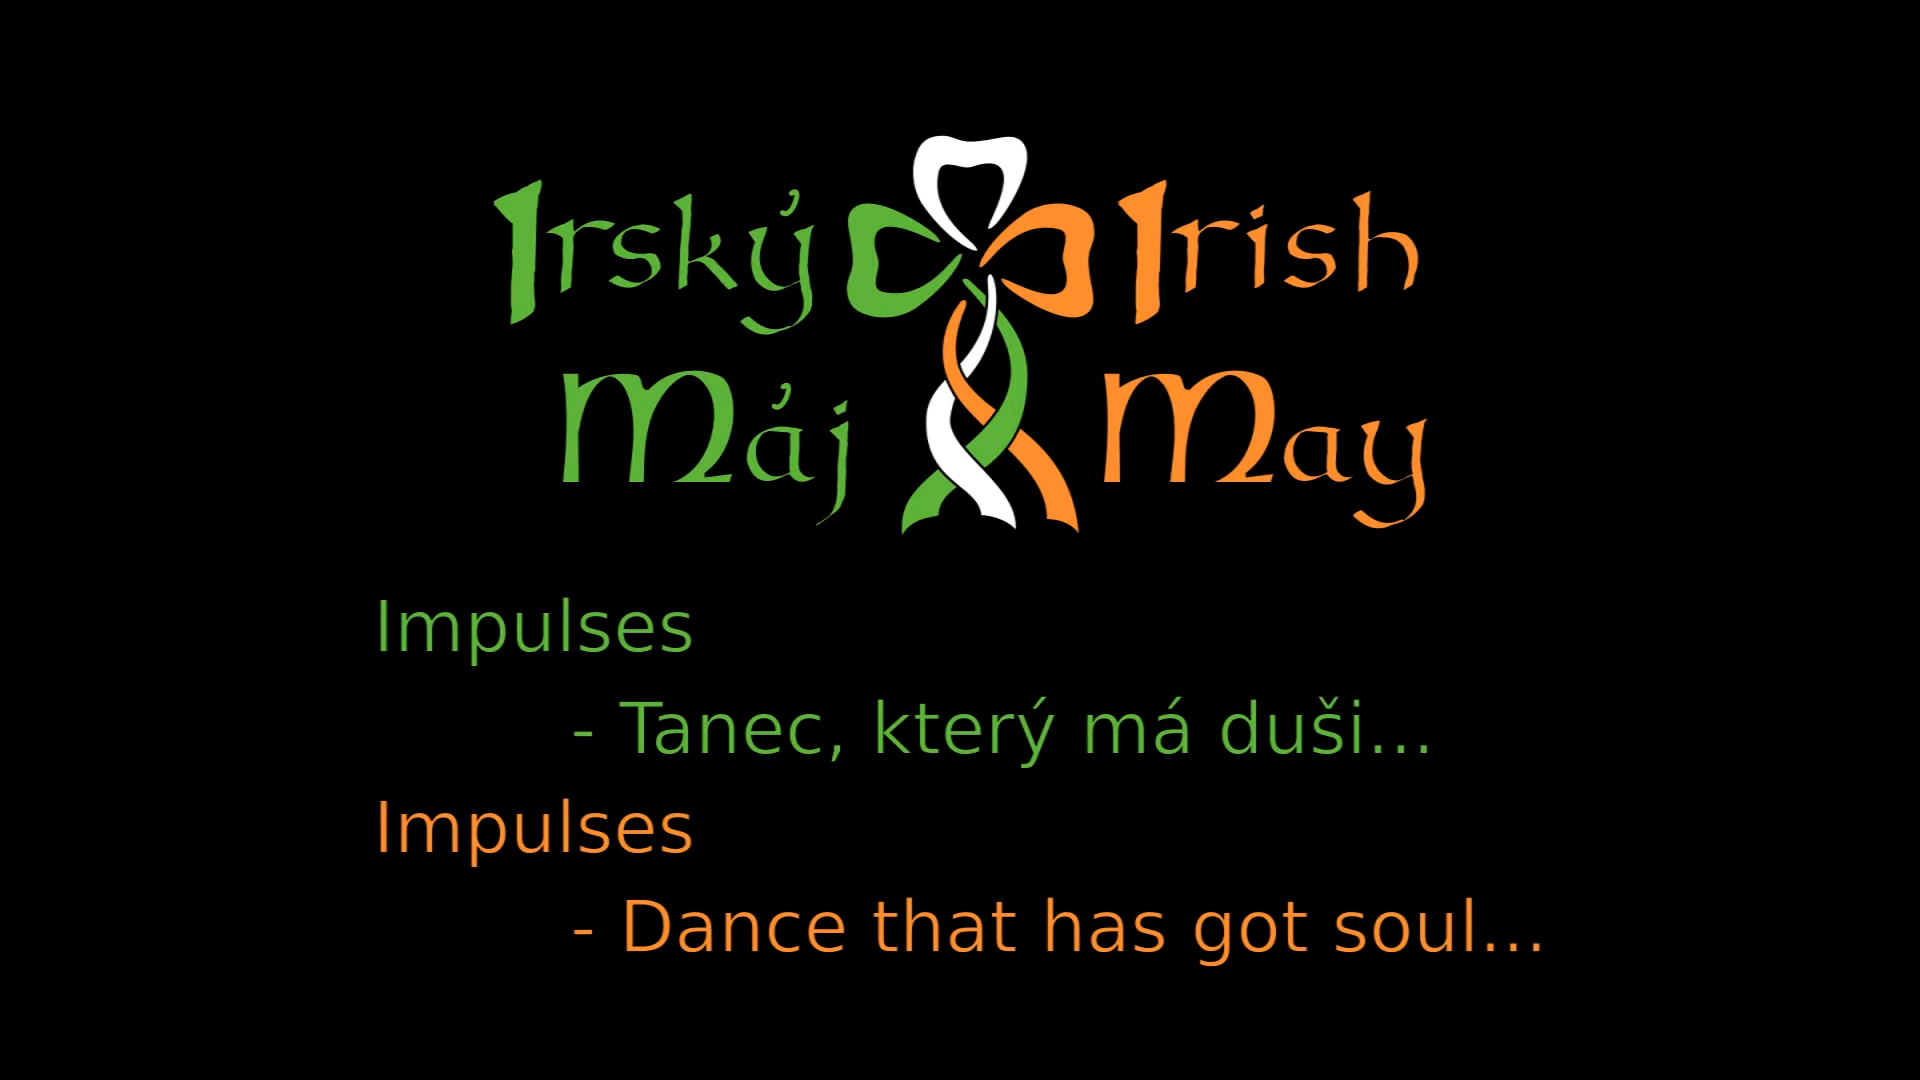 Irský Irish
Máj May
Impulses
- Tanec, který má duši...
Impulses
- Dance that has got soul...